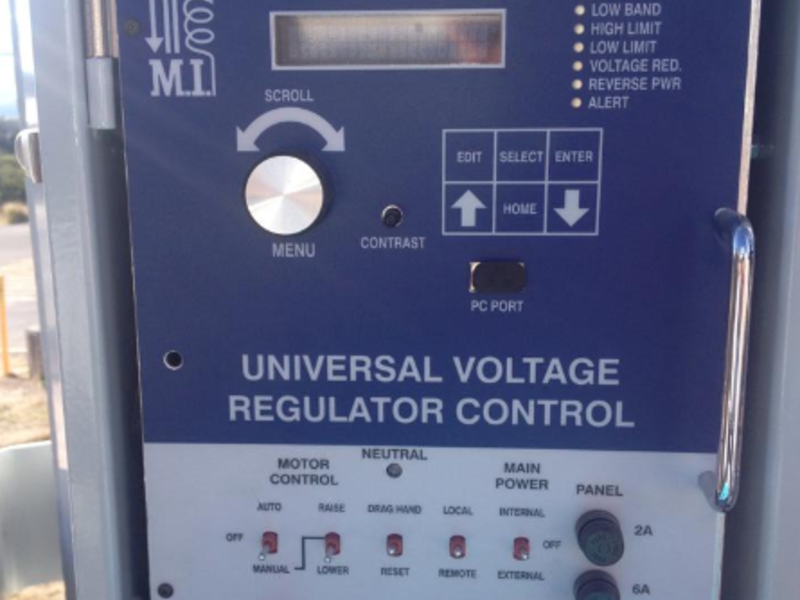 LOW BAND
HIGH LIMIT
LOW LIMIT
VOLTAGE RED.
REVERSE PWR
ALERT
M.I.
SCROLL
MENU
CONTRAST
EDIT SELECT ENTER
HOME
PC PORT
UNIVERSAL VOLTAGE
REGULATOR CONTROL
MOTOR
CONTROL
NEUTRAL
MAIN
POWER
PANEL
AUTO RAISE DRAG HAND LOCAL INTERNAL
OFF OFF 2A
MANUAL LOWER RESET REMOTE EXTERNAL
6A